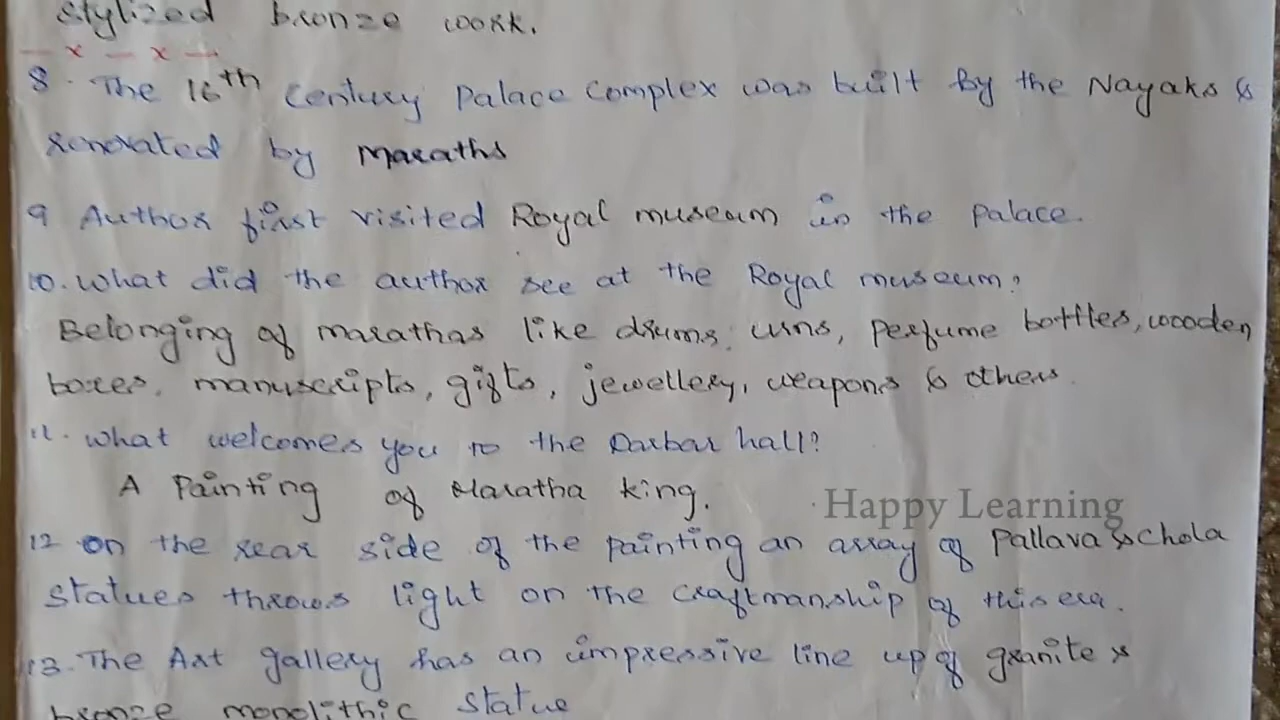 stylized bronze work.
— x — x —
8. The 16th Century Palace Complex was built by the Nayaks &
renovated by Maraths
9 Author first visited Royal museum in the palace.
10. What did the author see at the Royal museum?
Belonging of marathas like drums, urns, perfume bottles, wooden
boxes, manuscripts, gifts, jewellery, weapons & others.
11. What welcomes you to the Darbar hall?
A Painting of Maratha king.
Happy Learning
12 On the rear side of the painting an array of Pallava & Chola
statues throws light on the craftmanship of this era.
13. The Art gallery has an impressive line up of granite &
bronze monolithic statue